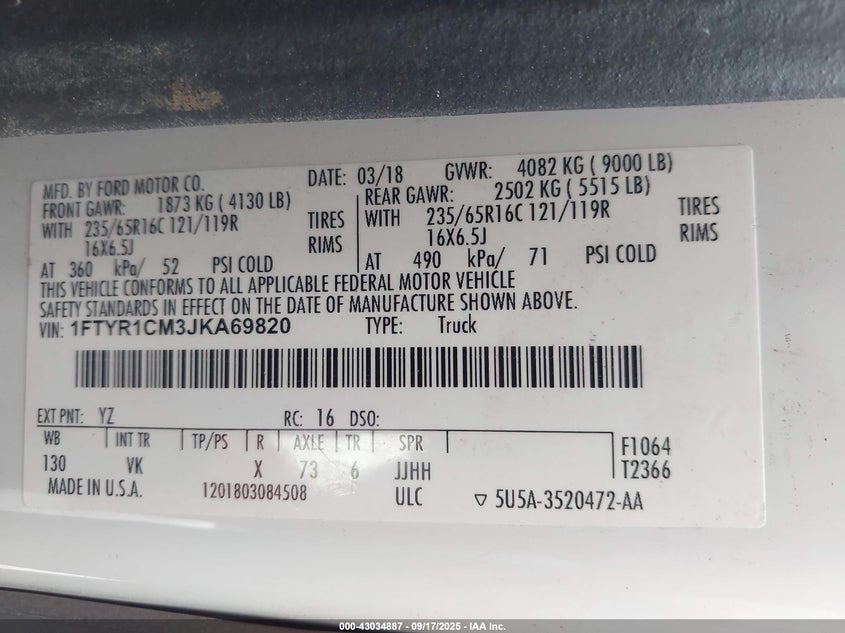 MFD. BY FORD MOTOR CO. DATE: 03/18 GVWR: 4082 KG ( 9000 LB)
FRONT GAWR: 1873 KG ( 4130 LB) REAR GAWR: 2502 KG ( 5515 LB)
WITH 235/65R16C 121/119R TIRES WITH 235/65R16C 121/119R TIRES
16X6.5J RIMS 16X6.5J RIMS
AT 360 kPa/ 52 PSI COLD AT 490 kPa/ 71 PSI COLD
THIS VEHICLE CONFORMS TO ALL APPLICABLE FEDERAL MOTOR VEHICLE
SAFETY STANDARDS IN EFFECT ON THE DATE OF MANUFACTURE SHOWN ABOVE.
VIN: 1FTYR1CM3JKA69820 TYPE: Truck
EXT PNT: YZ RC: 16 DSO:
WB INT TR TP/PS R AXLE TR SPR F1064
130 VK X 73 6 JJHH T2366
MADE IN U.S.A. 1201803084508 ULC 5U5A-3520472-AA
000-43034887 - 09/17/2025 - IAA Inc.